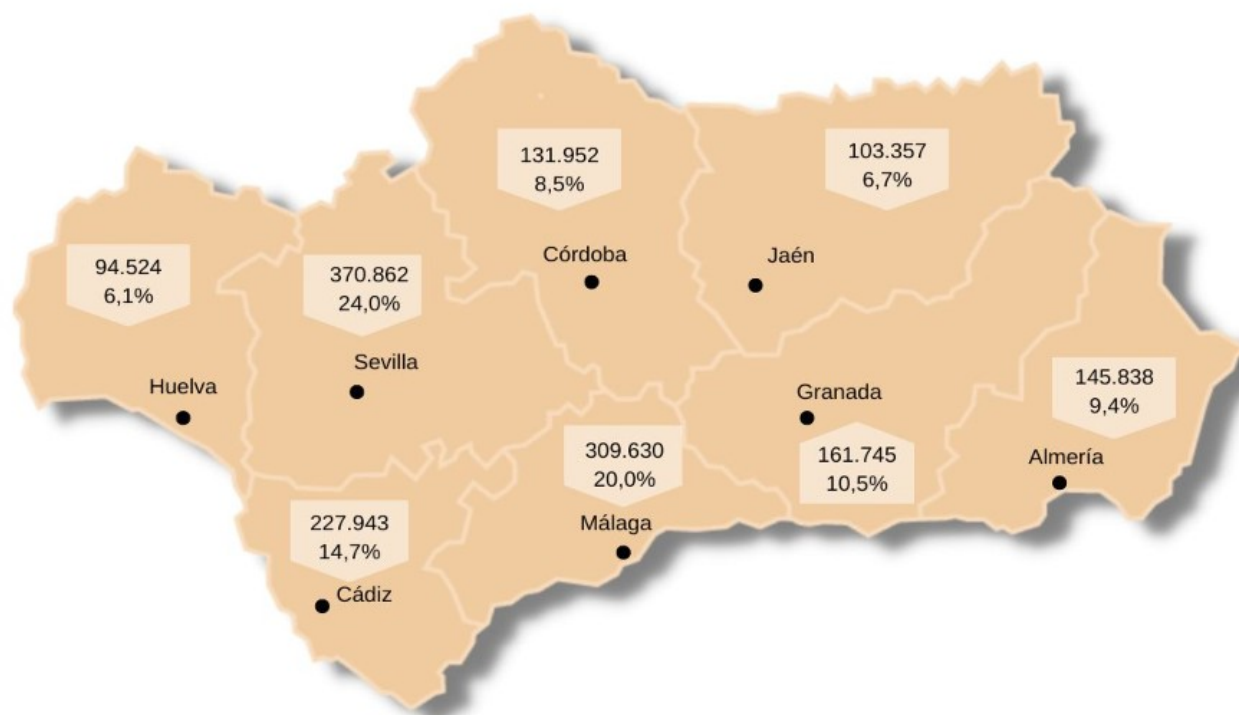 131.952
8,5%
Córdoba
103.357
6,7%
Jaén
94.524
6,1%
Huelva
370.862
24,0%
Sevilla
145.838
9,4%
Almería
Granada
161.745
10,5%
309.630
20,0%
Málaga
227.943
14,7%
Cádiz